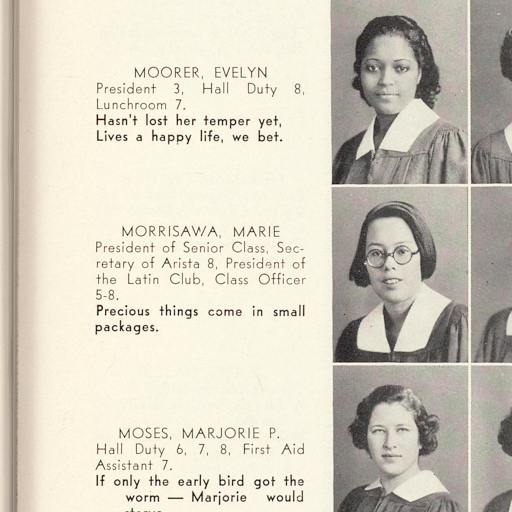 MOORER, EVELYN
President 3, Hall Duty 8,
Lunchroom 7.
Hasn't lost her temper yet,
Lives a happy life, we bet.
MORRISAWA, MARIE
President of Senior Class, Sec-
retary of Arista 8, President of
the Latin Club, Class Officer
5-8.
Precious things come in small
packages.
MOSES, MARJORIE P.
Hall Duty 6, 7, 8, First Aid
Assistant 7.
If only the early bird got the
worm — Marjorie would